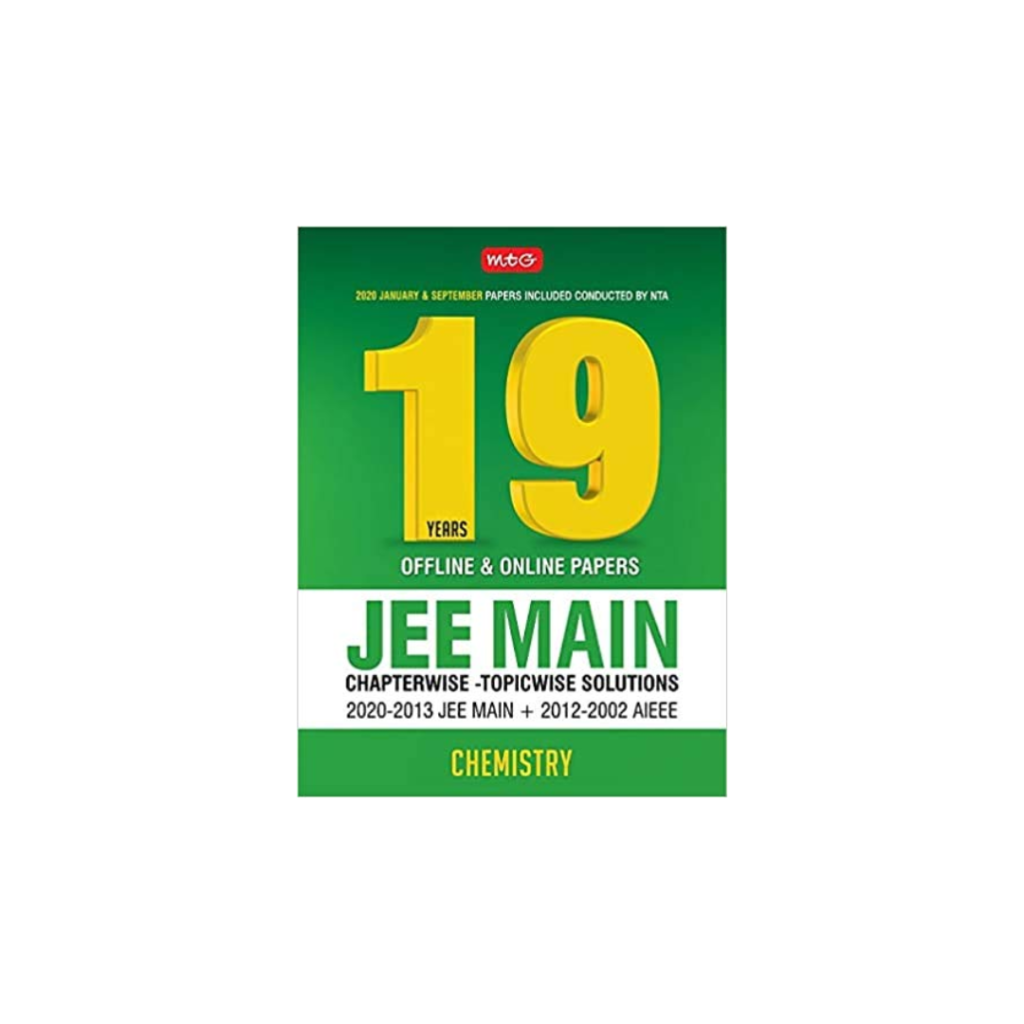 mtG
2020 JANUARY & SEPTEMBER PAPERS INCLUDED CONDUCTED BY NTA
19
YEARS
OFFLINE & ONLINE PAPERS
JEE MAIN
CHAPTERWISE -TOPICWISE SOLUTIONS
2020-2013 JEE MAIN + 2012-2002 AIEEE
CHEMISTRY